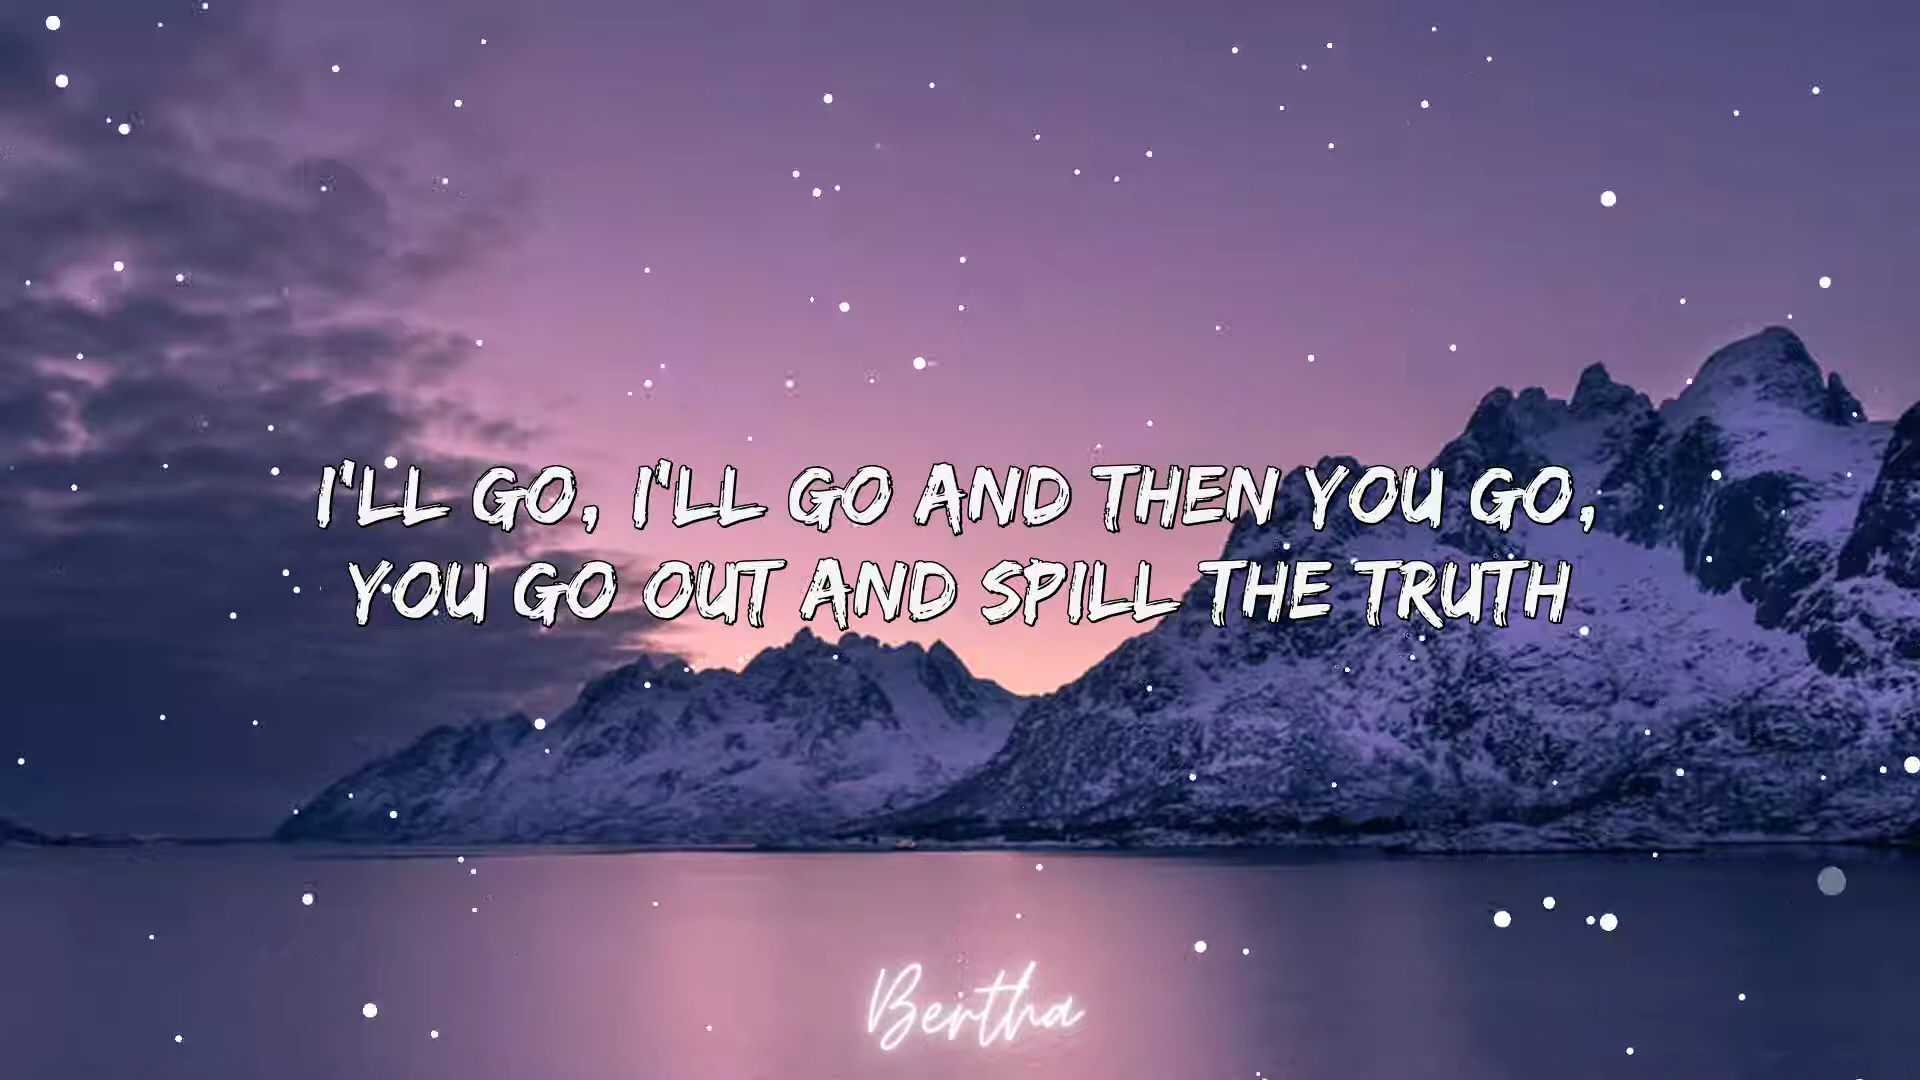 I'LL GO, I'LL GO AND THEN YOU GO,
YOU GO OUT AND SPILL THE TRUTH
Bertha